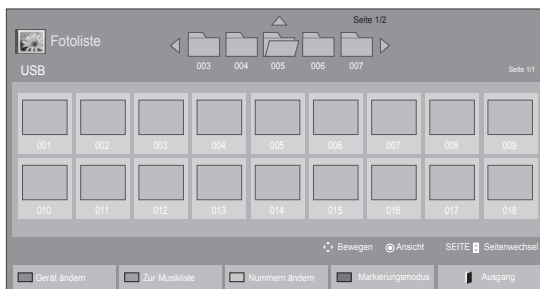 Seite 1/2
Fotoliste
003 004 005 006 007
USB
Seite 1/1
001 002 003 004 005 006 007 008 009
010 011 012 013 014 015 016 017 018
Bewegen Ansicht SEITE Seitenwechsel
Gerät ändern Zur Musikliste Nummern ändern Markierungsmodus Ausgang